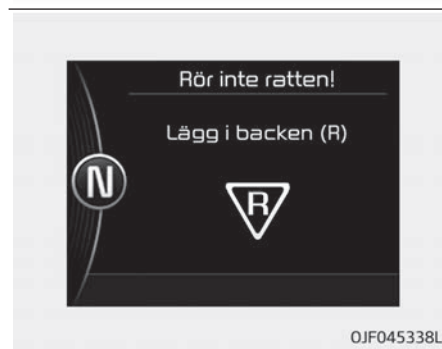 Rör inte ratten!
Lägg i backen (R)
N
R
OJF045338L